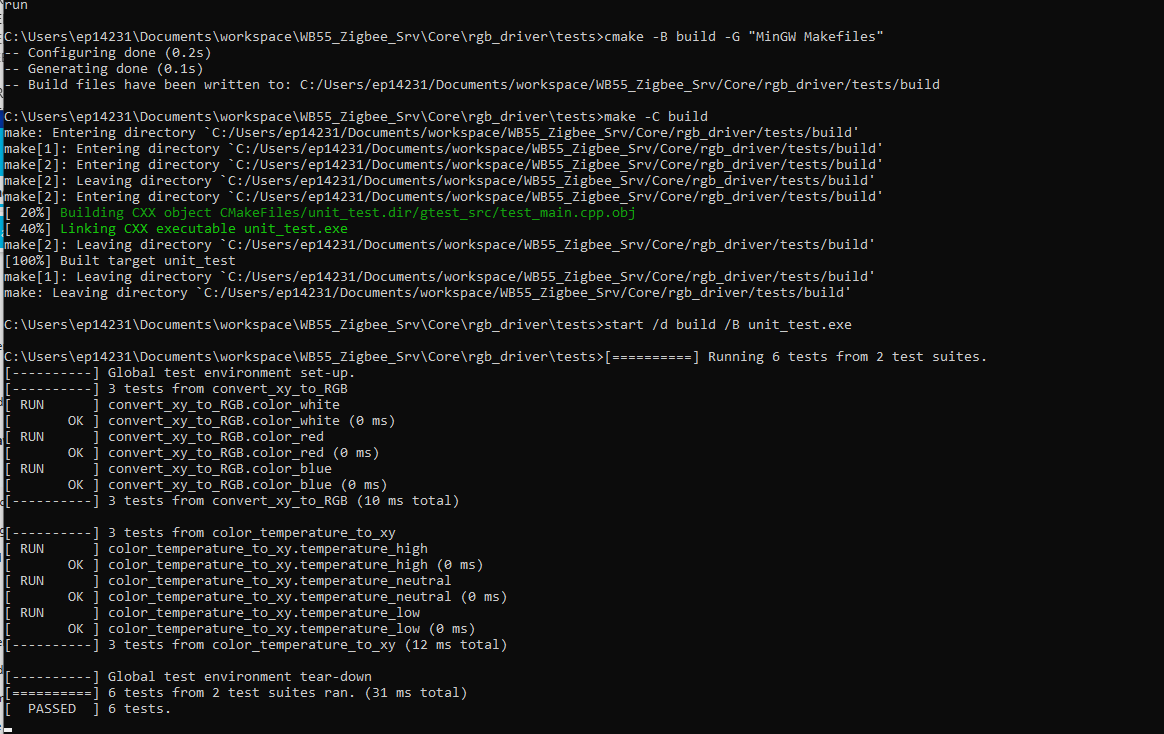 run
C:\Users\ep14231\Documents\workspace\WB55_Zigbee_Srv\Core\rgb_driver\tests>cmake -B build -G "MinGW Makefiles"
-- Configuring done (0.2s)
-- Generating done (0.1s)
-- Build files have been written to: C:/Users/ep14231/Documents/workspace/WB55_Zigbee_Srv/Core/rgb_driver/tests/build
C:\Users\ep14231\Documents\workspace\WB55_Zigbee_Srv\Core\rgb_driver\tests>make -C build
make: Entering directory `C:/Users/ep14231/Documents/workspace/WB55_Zigbee_Srv/Core/rgb_driver/tests/build'
make[1]: Entering directory `C:/Users/ep14231/Documents/workspace/WB55_Zigbee_Srv/Core/rgb_driver/tests/build'
make[2]: Entering directory `C:/Users/ep14231/Documents/workspace/WB55_Zigbee_Srv/Core/rgb_driver/tests/build'
make[2]: Leaving directory `C:/Users/ep14231/Documents/workspace/WB55_Zigbee_Srv/Core/rgb_driver/tests/build'
make[2]: Entering directory `C:/Users/ep14231/Documents/workspace/WB55_Zigbee_Srv/Core/rgb_driver/tests/build'
[ 20%] Building CXX object CMakeFiles/unit_test.dir/gtest_src/test_main.cpp.obj
[ 40%] Linking CXX executable unit_test.exe
make[2]: Leaving directory `C:/Users/ep14231/Documents/workspace/WB55_Zigbee_Srv/Core/rgb_driver/tests/build'
[100%] Built target unit_test
make[1]: Leaving directory `C:/Users/ep14231/Documents/workspace/WB55_Zigbee_Srv/Core/rgb_driver/tests/build'
make: Leaving directory `C:/Users/ep14231/Documents/workspace/WB55_Zigbee_Srv/Core/rgb_driver/tests/build'
C:\Users\ep14231\Documents\workspace\WB55_Zigbee_Srv\Core\rgb_driver\tests>start /d build /B unit_test.exe
C:\Users\ep14231\Documents\workspace\WB55_Zigbee_Srv\Core\rgb_driver\tests>[==========] Running 6 tests from 2 test suites.
[----------] Global test environment set-up.
[----------] 3 tests from convert_xy_to_RGB
[ RUN      ] convert_xy_to_RGB.color_white
[       OK ] convert_xy_to_RGB.color_white (0 ms)
[ RUN      ] convert_xy_to_RGB.color_red
[       OK ] convert_xy_to_RGB.color_red (0 ms)
[ RUN      ] convert_xy_to_RGB.color_blue
[       OK ] convert_xy_to_RGB.color_blue (0 ms)
[----------] 3 tests from convert_xy_to_RGB (10 ms total)
[----------] 3 tests from color_temperature_to_xy
[ RUN      ] color_temperature_to_xy.temperature_high
[       OK ] color_temperature_to_xy.temperature_high (0 ms)
[ RUN      ] color_temperature_to_xy.temperature_neutral
[       OK ] color_temperature_to_xy.temperature_neutral (0 ms)
[ RUN      ] color_temperature_to_xy.temperature_low
[       OK ] color_temperature_to_xy.temperature_low (0 ms)
[----------] 3 tests from color_temperature_to_xy (12 ms total)
[----------] Global test environment tear-down
[==========] 6 tests from 2 test suites ran. (31 ms total)
[  PASSED  ] 6 tests.